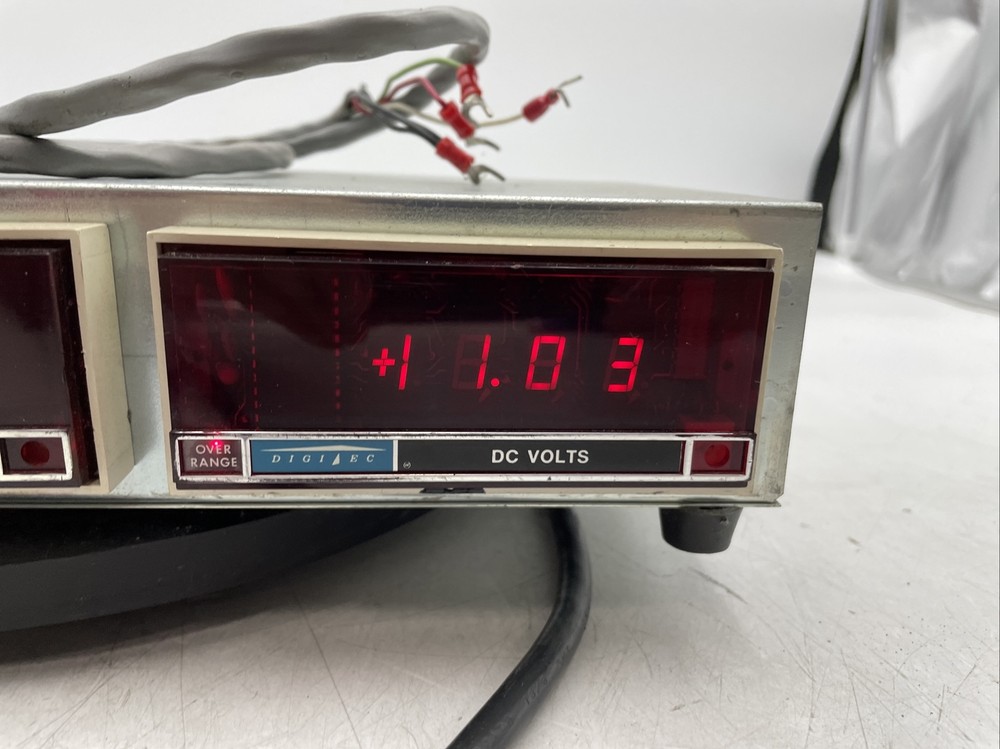 +11.03
OVER
RANGE
DIGITEC
DC VOLTS